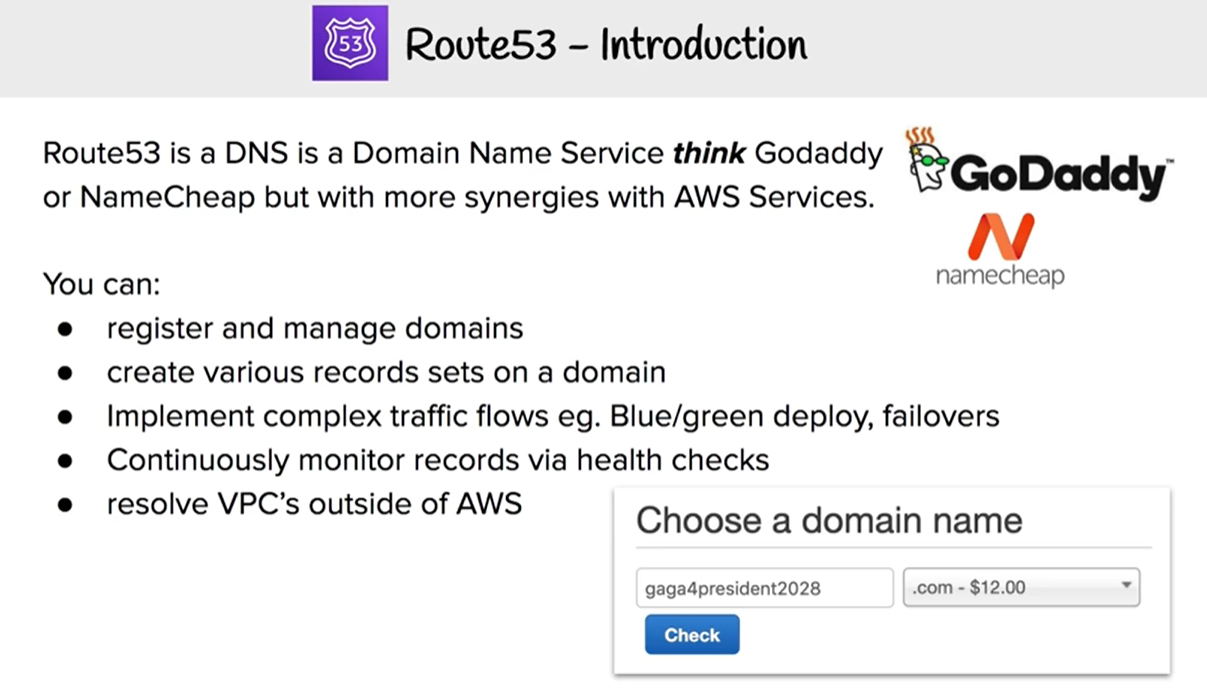 53
Route53 – Introduction
Route53 is a DNS is a Domain Name Service think Godaddy
or NameCheap but with more synergies with AWS Services.
GoDaddy™
namecheap
You can:
● register and manage domains
● create various records sets on a domain
● Implement complex traffic flows eg. Blue/green deploy, failovers
● Continuously monitor records via health checks
● resolve VPC's outside of AWS
Choose a domain name
gaga4president2028 .com - $12.00
Check